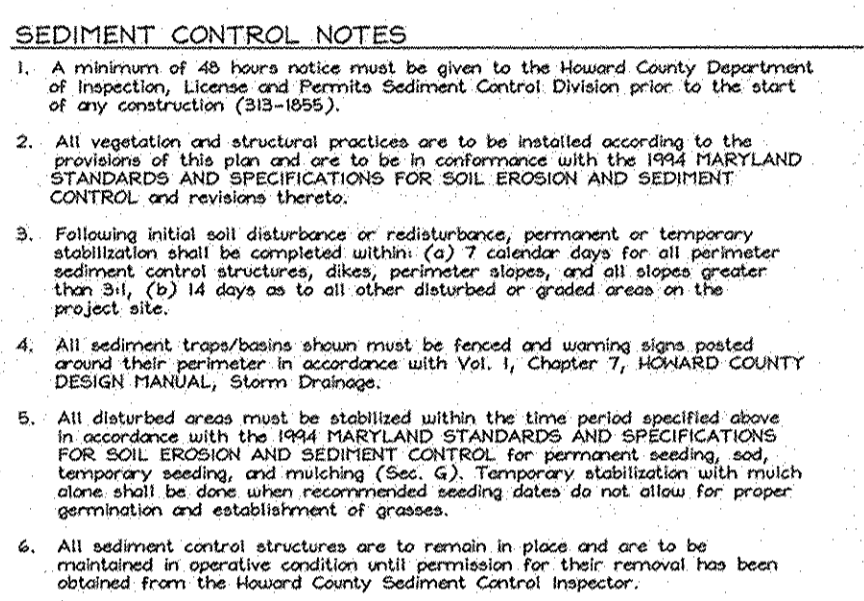 SEDIMENT CONTROL NOTES
1. A minimum of 48 hours notice must be given to the Howard County Department
of Inspection, License and Permits Sediment Control Division prior to the start
of any construction (313-1855).
2. All vegetation and structural practices are to be installed according to the
provisions of this plan and are to be in conformance with the 1994 MARYLAND
STANDARDS AND SPECIFICATIONS FOR SOIL EROSION AND SEDIMENT
CONTROL and revisions thereto.
3. Following initial soil disturbance or redisturbance, permanent or temporary
stabilization shall be completed within: (a) 7 calendar days for all perimeter
sediment control structures, dikes, perimeter slopes, and all slopes greater
than 3:1, (b) 14 days as to all other disturbed or graded areas on the
project site.
4. All sediment traps/basins shown must be fenced and warning signs posted
around their perimeter in accordance with Vol. 1, Chapter 7, HOWARD COUNTY
DESIGN MANUAL, Storm Drainage.
5. All disturbed areas must be stabilized within the time period specified above
in accordance with the 1994 MARYLAND STANDARDS AND SPECIFICATIONS
FOR SOIL EROSION AND SEDIMENT CONTROL for permanent seeding, sod,
temporary seeding, and mulching (Sec. G). Temporary stabilization with mulch
alone shall be done when recommended seeding dates do not allow for proper
germination and establishment of grasses.
6. All sediment control structures are to remain in place and are to be
maintained in operative condition until permission for their removal has been
obtained from the Howard County Sediment Control Inspector.